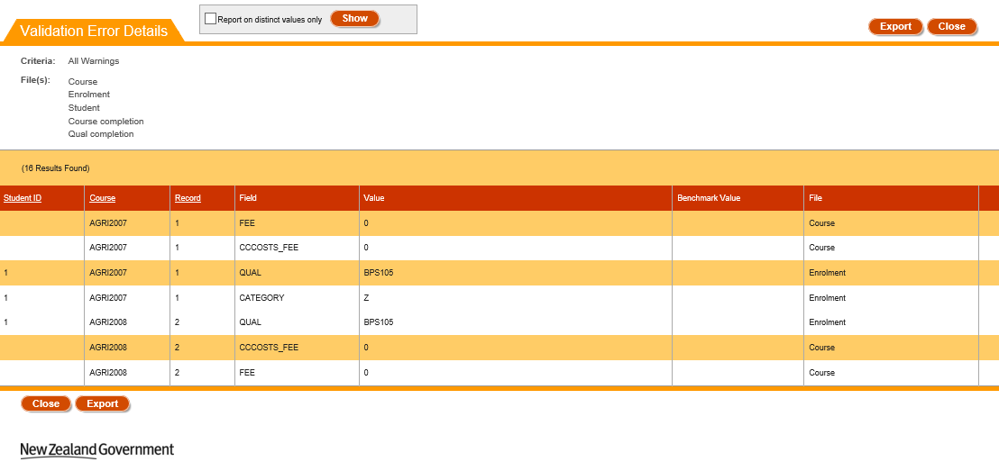 Validation Error Details
Report on distinct values only Show
Export Close
Criteria: All Warnings
File(s): Course
Enrolment
Student
Course completion
Qual completion
(16 Results Found)
Student ID Course Record Field Value Benchmark Value File
AGRI2007 1 FEE 0 Course
AGRI2007 1 CCCOSTS_FEE 0 Course
1 AGRI2007 1 QUAL BPS105 Enrolment
1 AGRI2007 1 CATEGORY Z Enrolment
1 AGRI2008 2 QUAL BPS105 Enrolment
AGRI2008 2 CCCOSTS_FEE 0 Course
AGRI2008 2 FEE 0 Course
Close Export
New Zealand Government